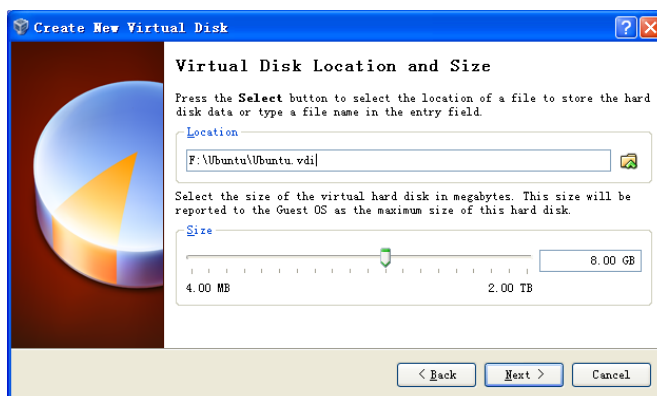 Create New Virtual Disk
Virtual Disk Location and Size
Press the Select button to select the location of a file to store the hard
disk data or type a file name in the entry field.
Location
F:\Ubuntu\Ubuntu.vdi
Select the size of the virtual hard disk in megabytes. This size will be
reported to the Guest OS as the maximum size of this hard disk.
Size
8.00 GB
4.00 MB 2.00 TB
< Back Next > Cancel